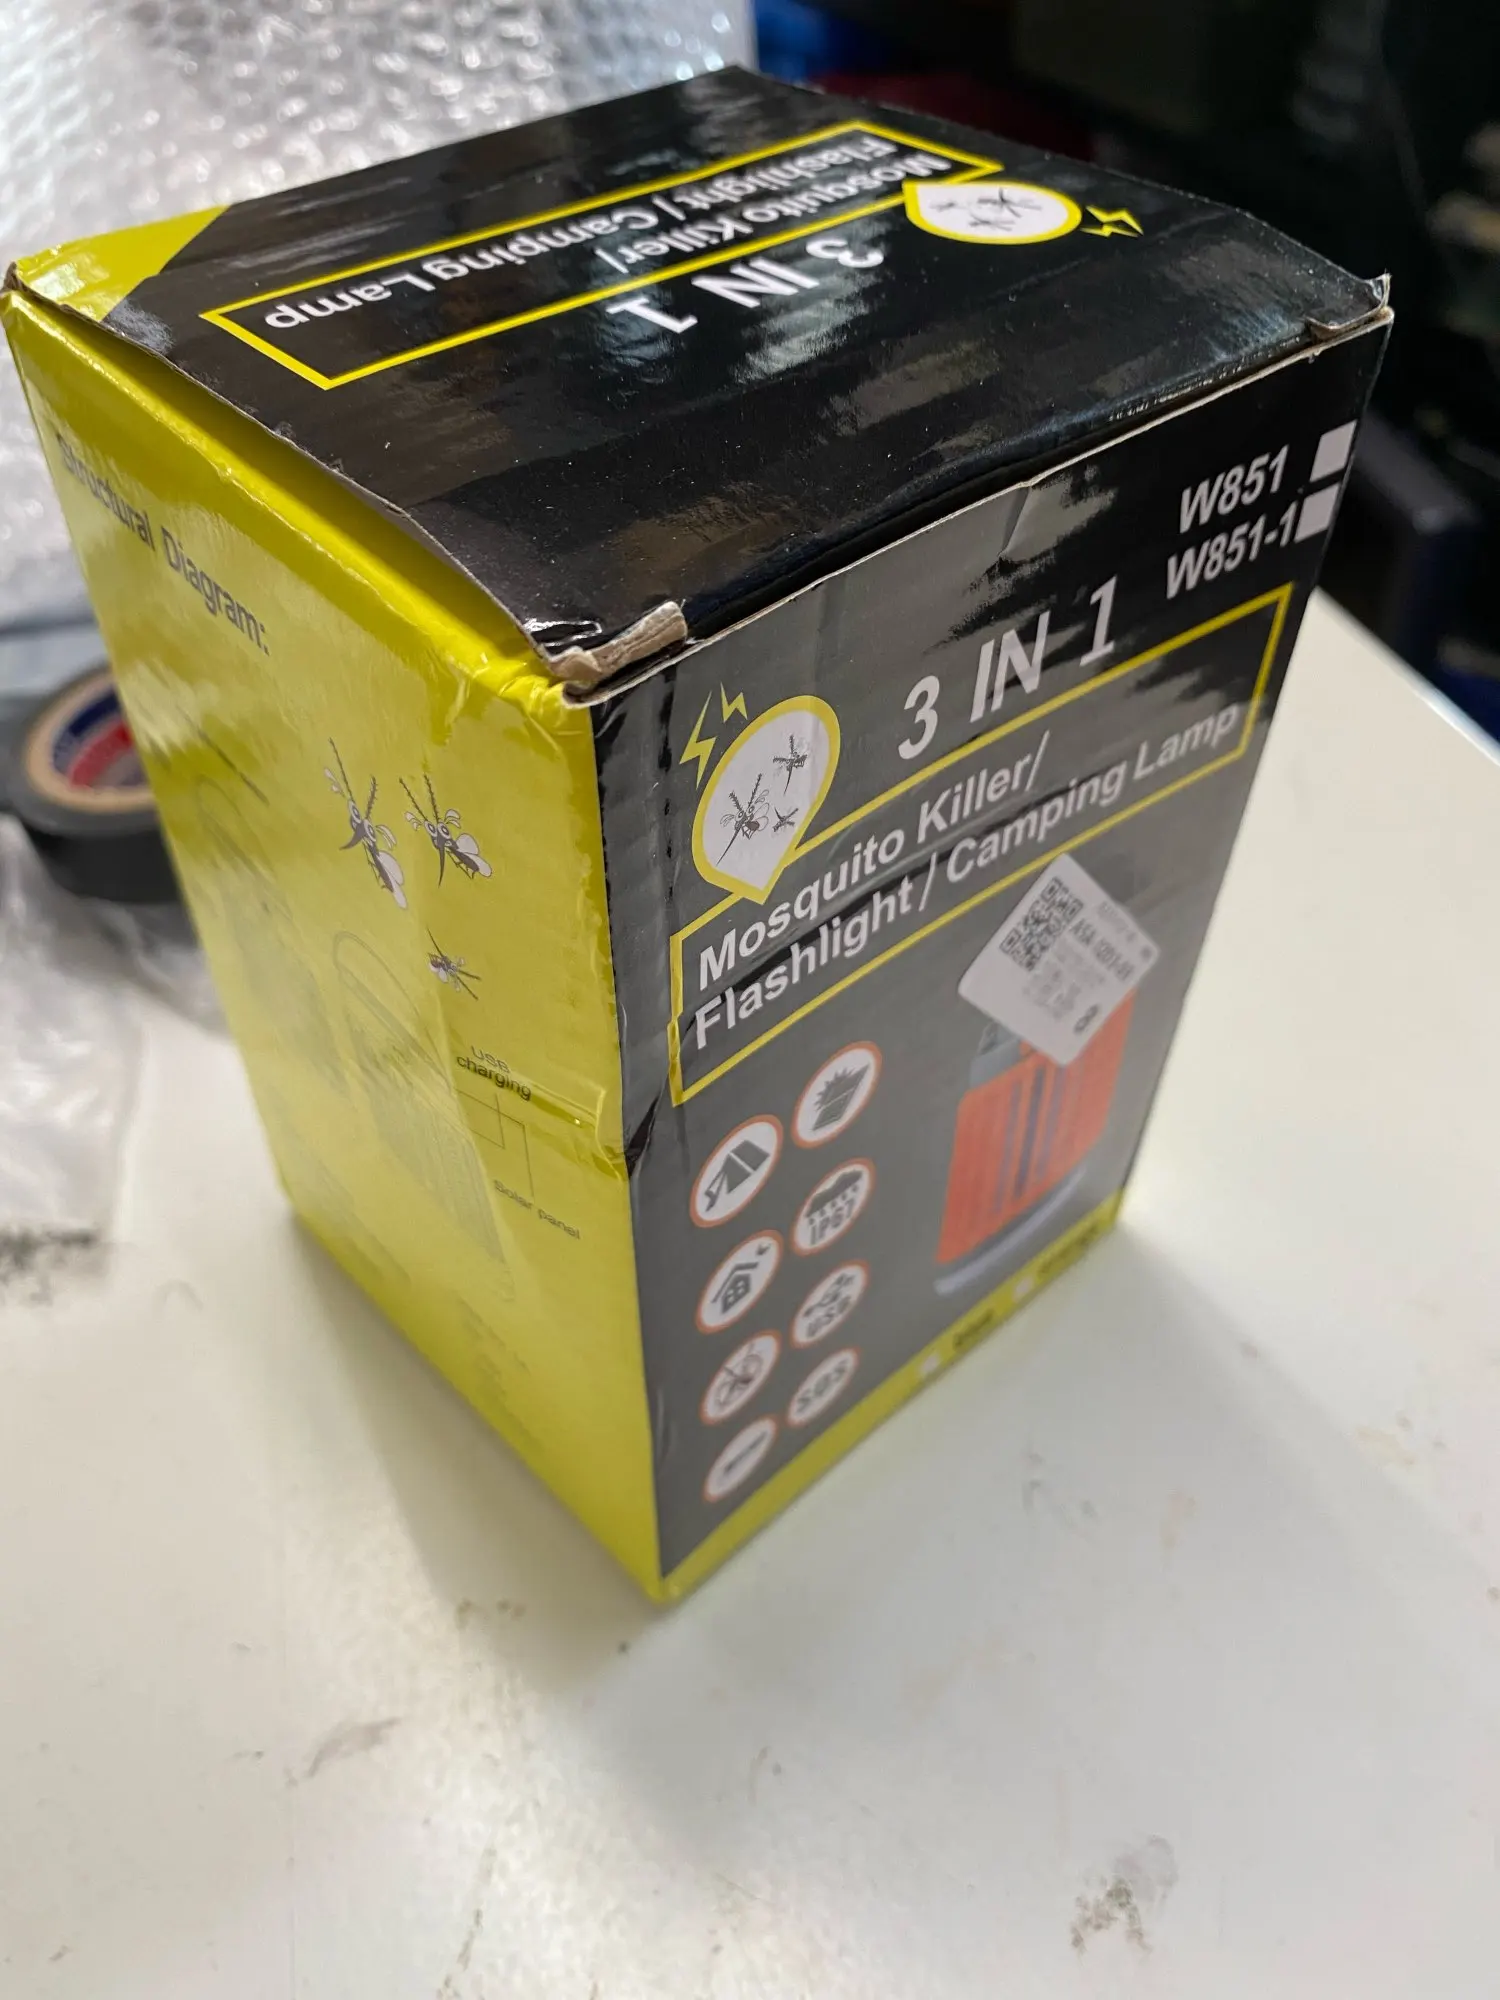 Mosquito Killer/
Flashlight / Camping Lamp
3 IN 1
Structural Diagram:
USB
charging
Solar panel
W851
W851-1
3 IN 1
Mosquito Killer/
Flashlight / Camping Lamp
IP67
USB
SOS